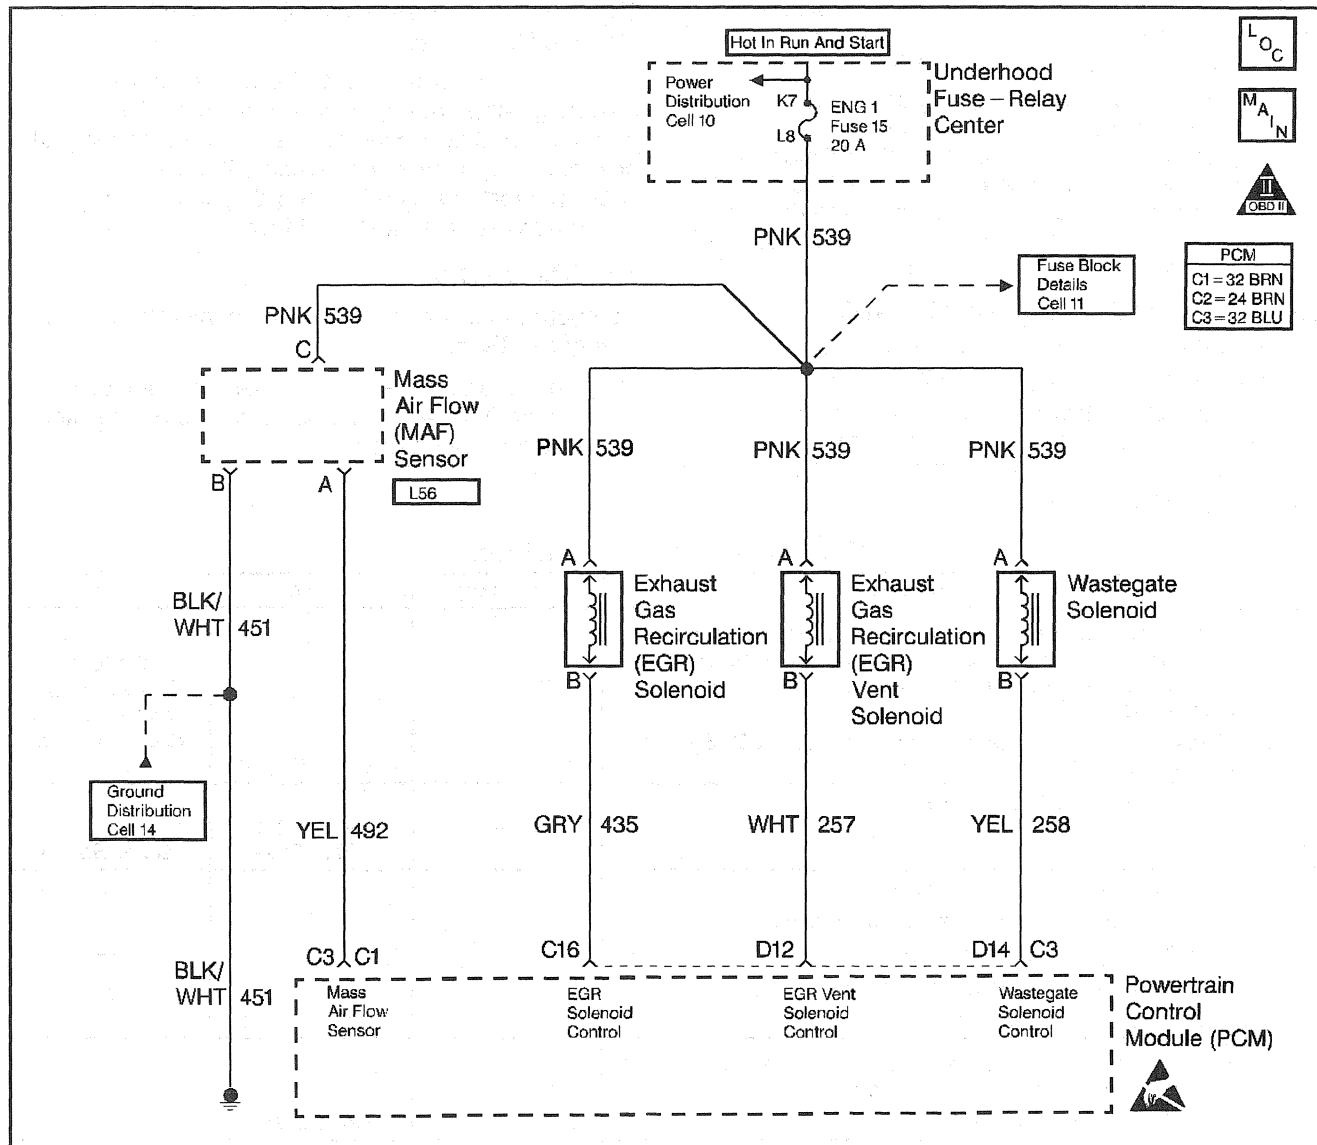 Hot In Run And Start
L
O
C
Power
Distribution
Cell 10
K7
L8
ENG 1
Fuse 15
20 A
Underhood
Fuse – Relay
Center
M
A
I
N
II
OBD II
PNK 539
Fuse Block
Details
Cell 11
PCM
C1 = 32 BRN
C2 = 24 BRN
C3 = 32 BLU
PNK 539
C
Mass
Air Flow
(MAF)
Sensor
L56
B
A
PNK 539
PNK 539
PNK 539
A
A
A
Exhaust
Gas
Recirculation
(EGR)
Solenoid
Exhaust
Gas
Recirculation
(EGR)
Vent
Solenoid
Wastegate
Solenoid
B
B
B
BLK/
WHT 451
Ground
Distribution
Cell 14
YEL 492
GRY 435
WHT 257
YEL 258
C3 C1
C16
D12
D14 C3
BLK/
WHT 451
Mass
Air Flow
Sensor
EGR
Solenoid
Control
EGR Vent
Solenoid
Control
Wastegate
Solenoid
Control
Powertrain
Control
Module (PCM)